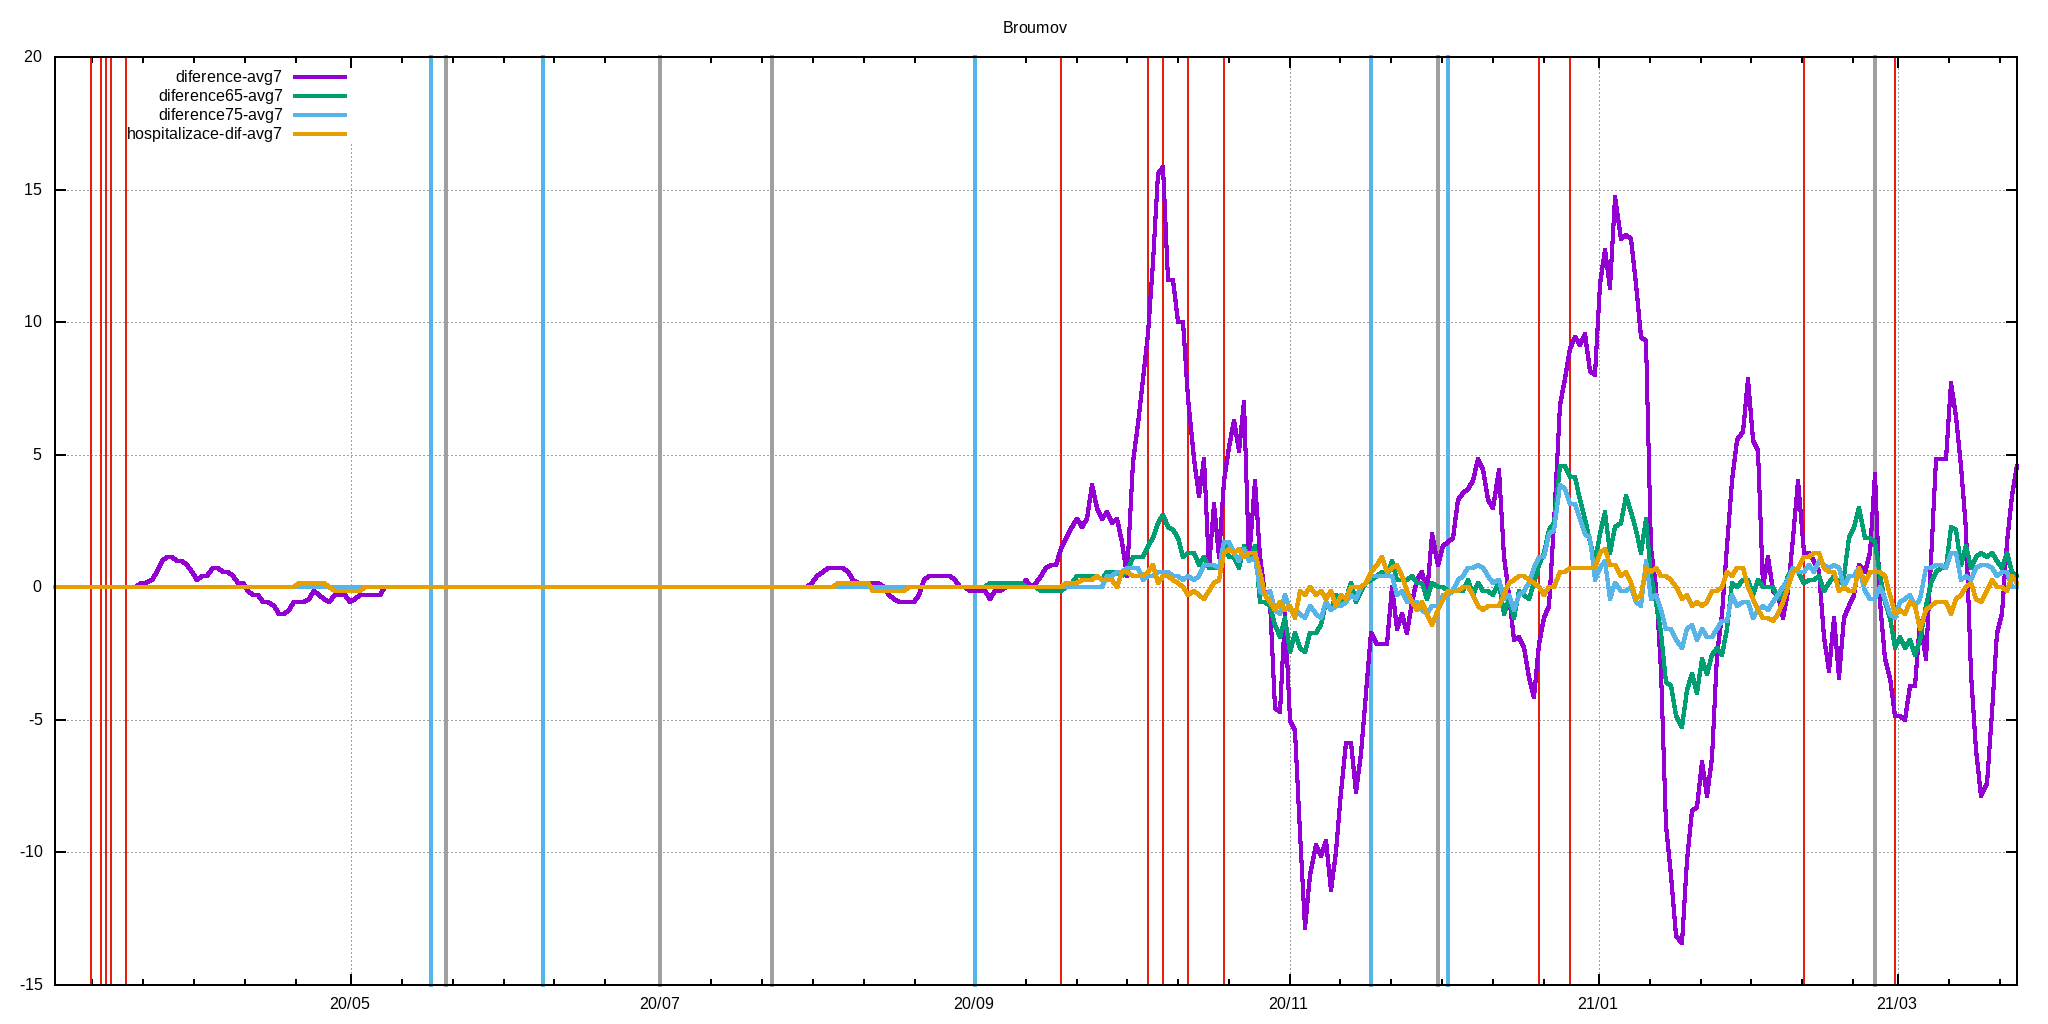 Broumov
20
diference-avg7
diference65-avg7
diference75-avg7
hospitalizace-dif-avg7
15
10
5
0
-5
-10
-15
20/05 20/07 20/09 20/11 21/01 21/03